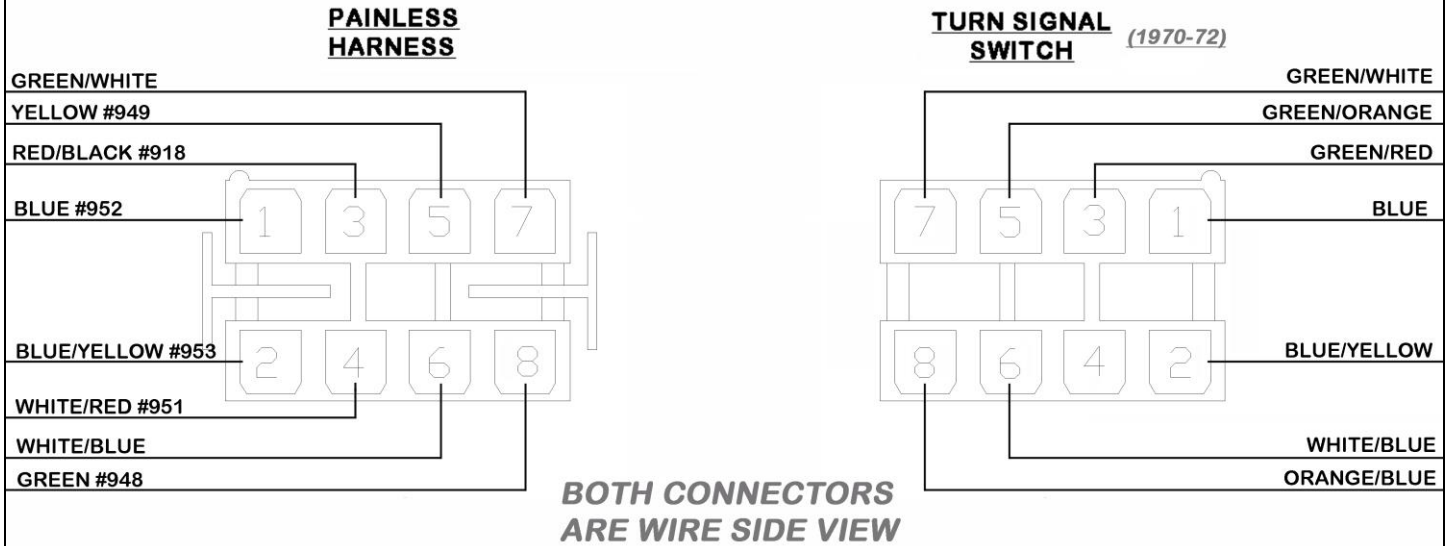 PAINLESS
HARNESS
GREEN/WHITE
YELLOW #949
RED/BLACK #918
BLUE #952
1 3 5 7
BLUE/YELLOW #953
2 4 6 8
WHITE/RED #951
WHITE/BLUE
GREEN #948
TURN SIGNAL
SWITCH
(1970-72)
GREEN/WHITE
GREEN/ORANGE
GREEN/RED
BLUE
7 5 3 1
BLUE/YELLOW
8 6 4 2
WHITE/BLUE
ORANGE/BLUE
BOTH CONNECTORS
ARE WIRE SIDE VIEW